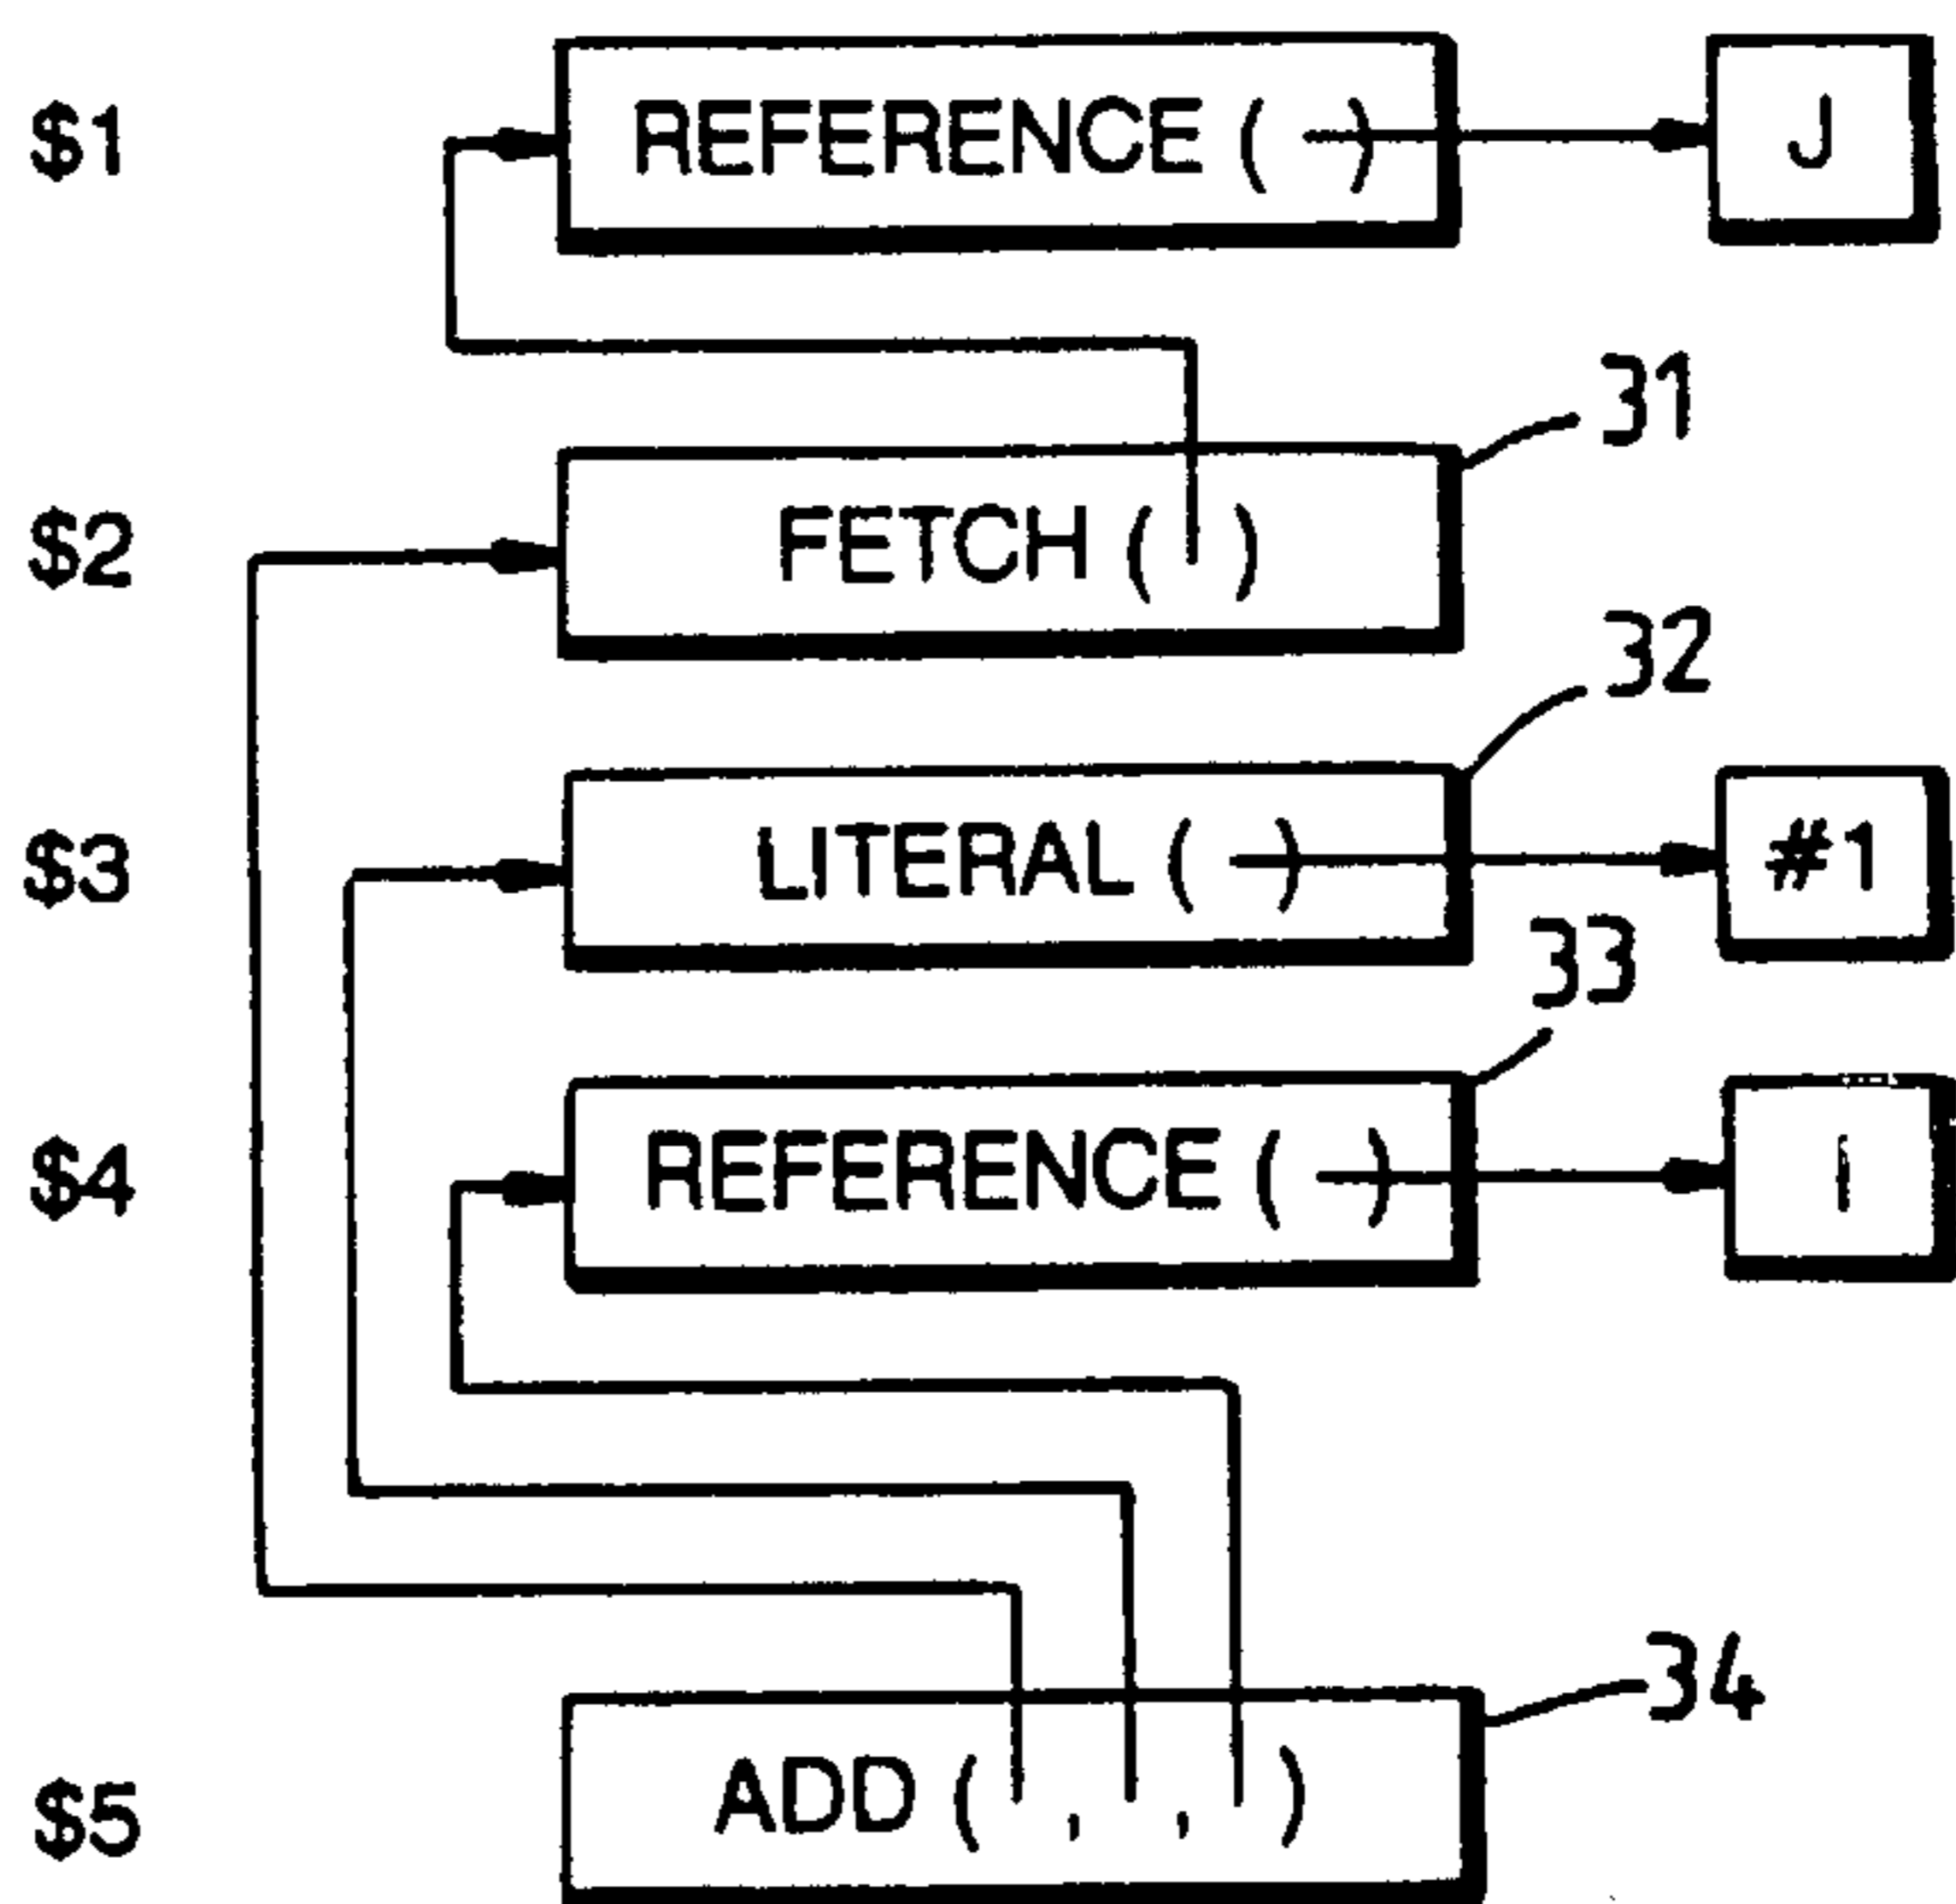 $1 REFERENCE ( ) J
31
$2 FETCH ( )
32
$3 LITERAL ( ) #1
33
$4 REFERENCE ( ) I
34
$5 ADD ( , , )